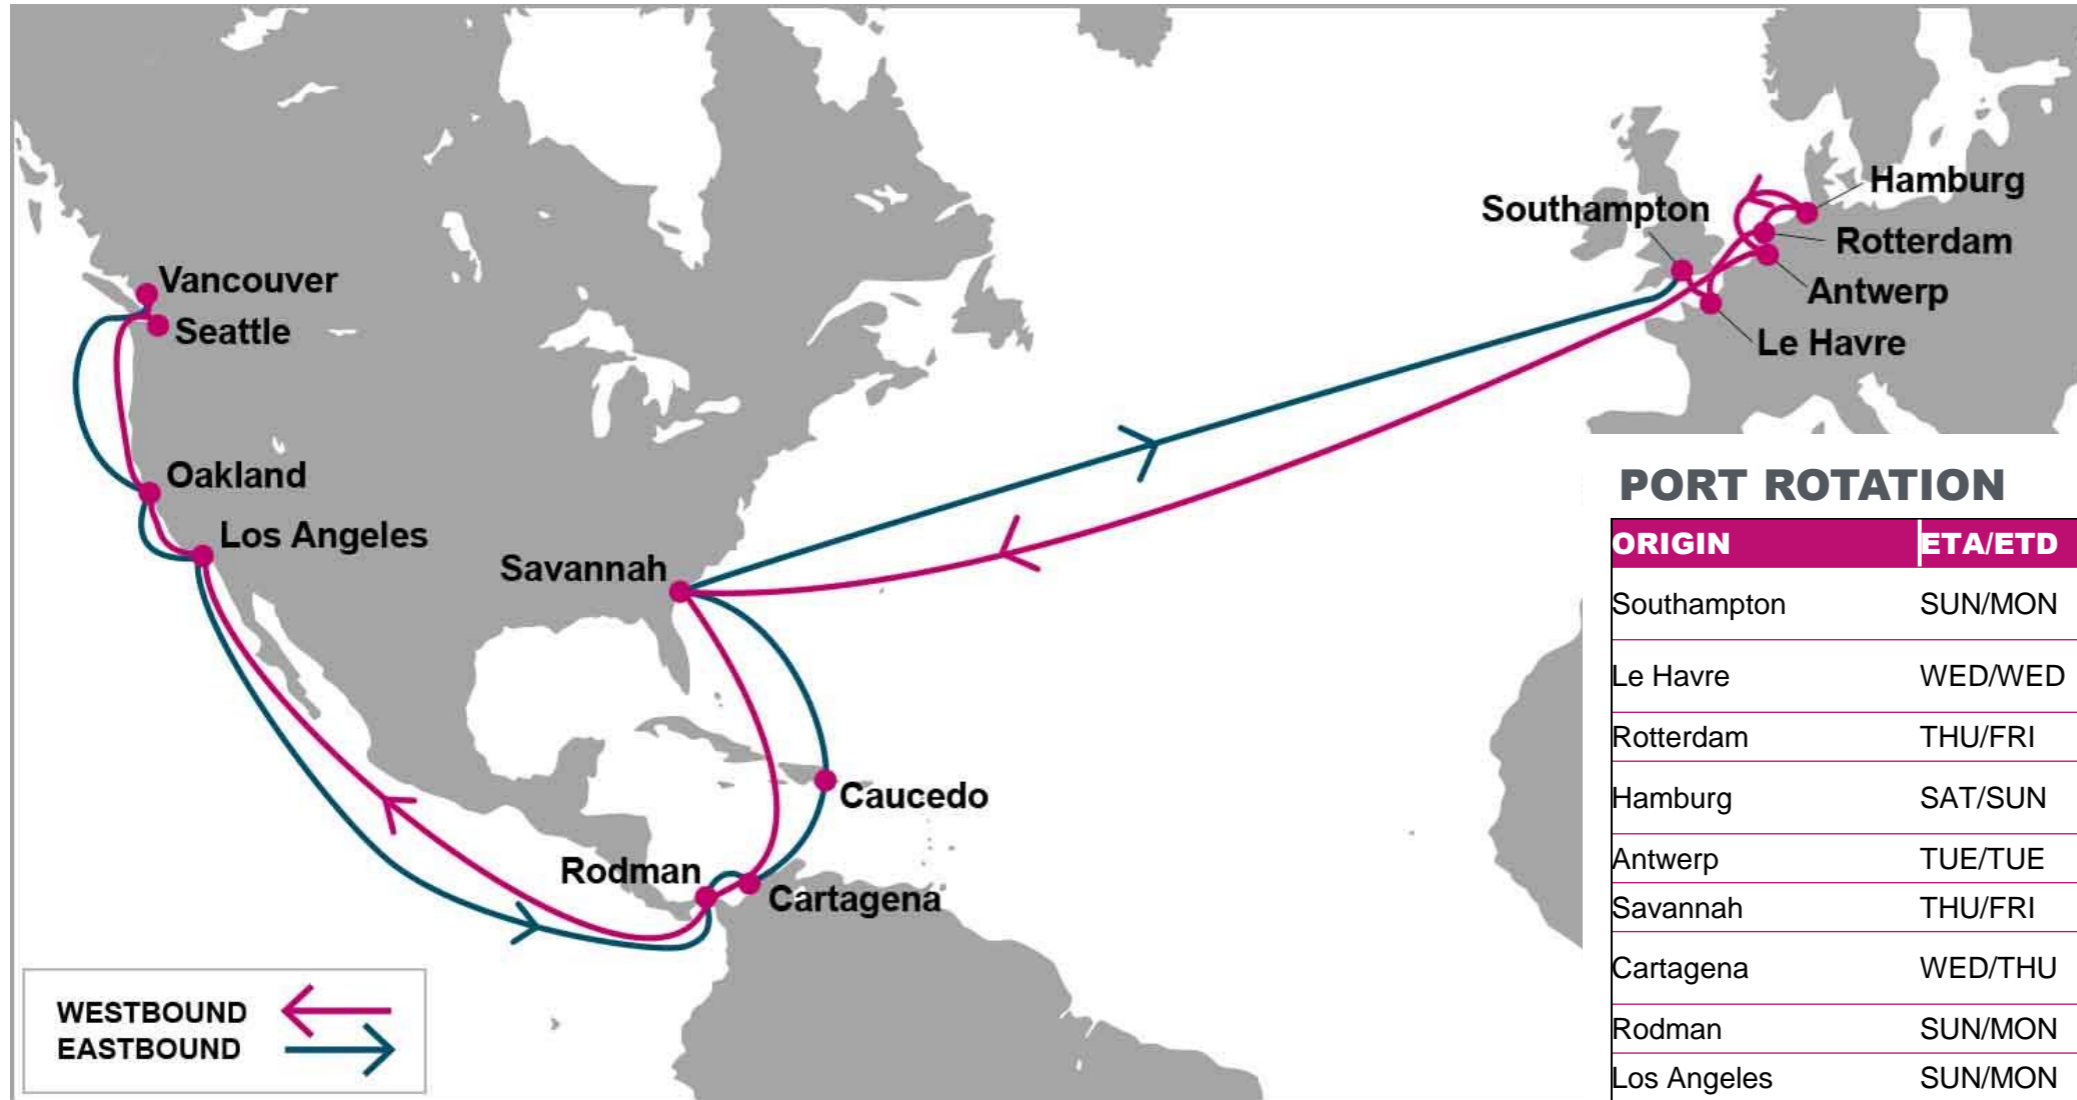 Hamburg
Southampton
Rotterdam
Vancouver
Antwerp
Seattle
Le Havre
Oakland
Los Angeles
Savannah
Caucedo
Rodman
Cartagena
WESTBOUND
EASTBOUND
PORT ROTATION
ORIGIN ETA/ETD
Southampton SUN/MON
Le Havre WED/WED
Rotterdam THU/FRI
Hamburg SAT/SUN
Antwerp TUE/TUE
Savannah THU/FRI
Cartagena WED/THU
Rodman SUN/MON
Los Angeles SUN/MON